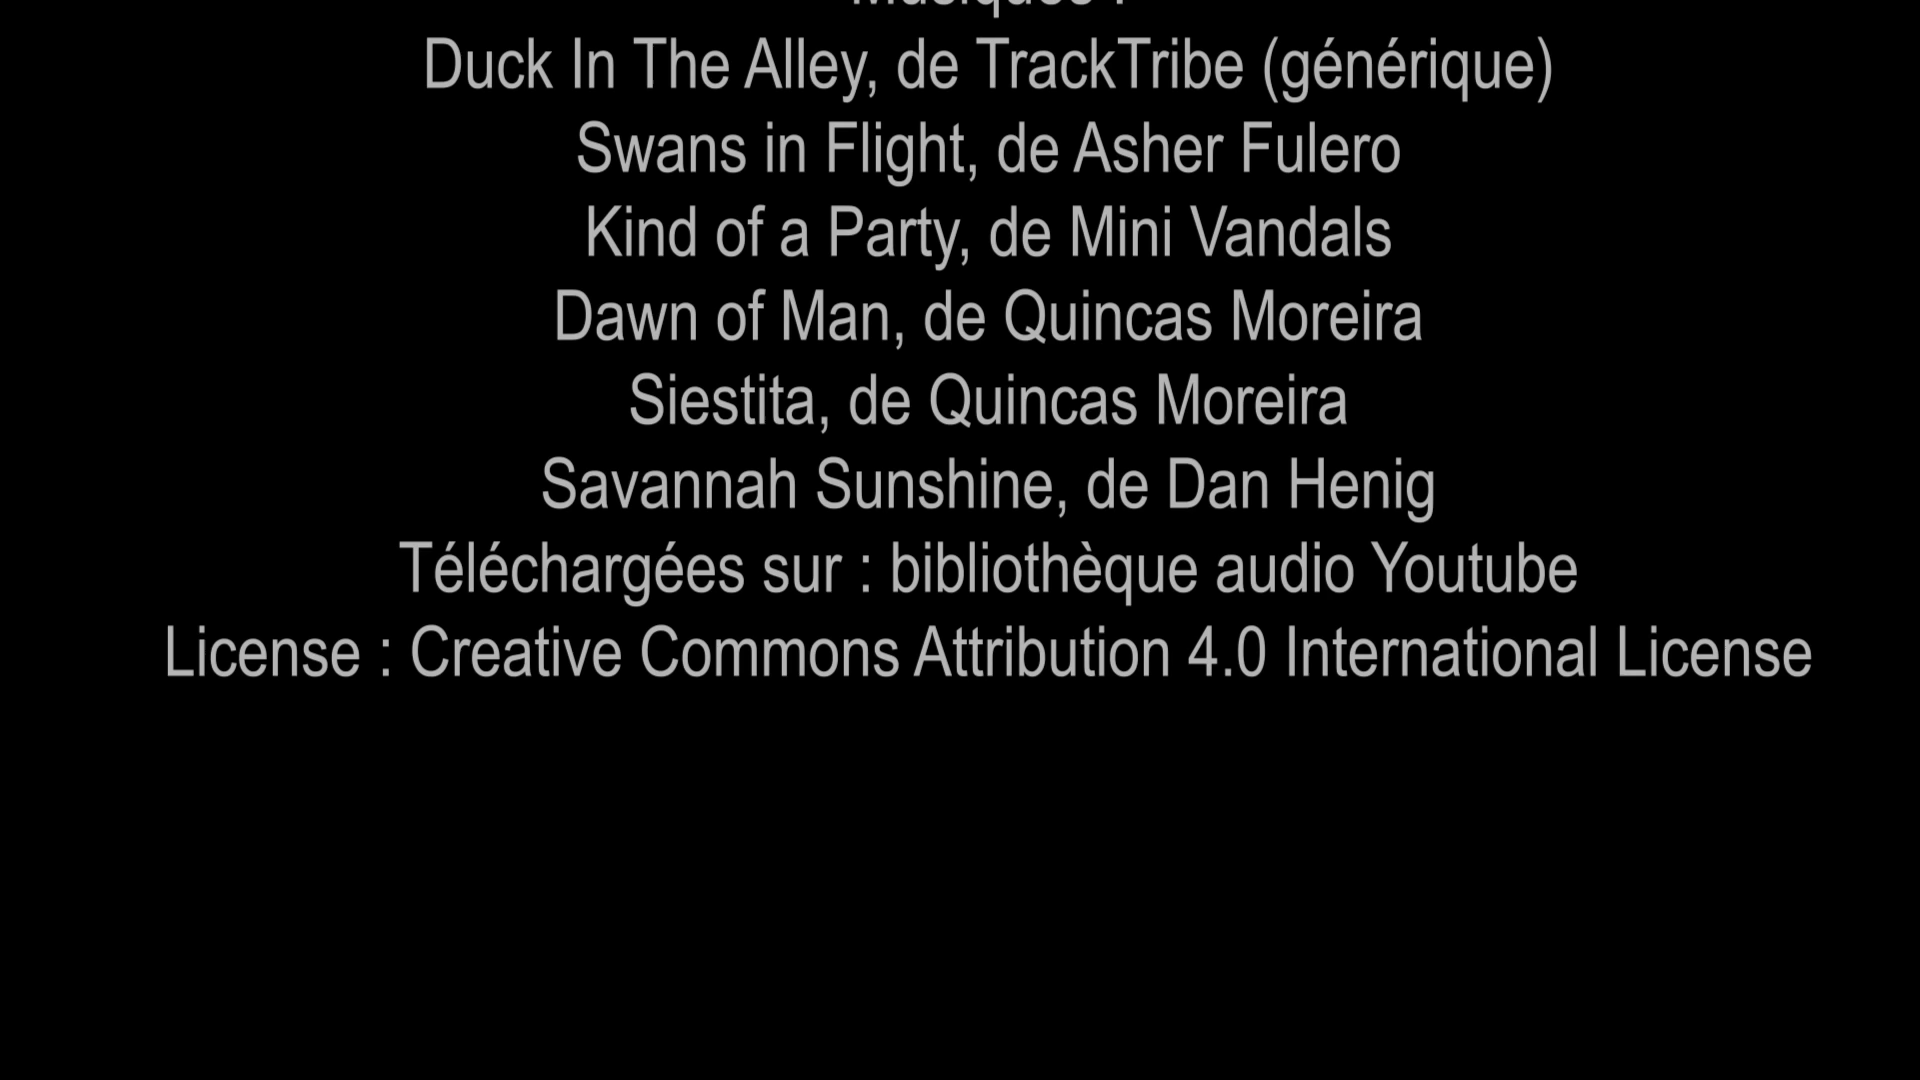 Musiques :
Duck In The Alley, de TrackTribe (générique)
Swans in Flight, de Asher Fulero
Kind of a Party, de Mini Vandals
Dawn of Man, de Quincas Moreira
Siestita, de Quincas Moreira
Savannah Sunshine, de Dan Henig
Téléchargées sur : bibliothèque audio Youtube
License : Creative Commons Attribution 4.0 International License